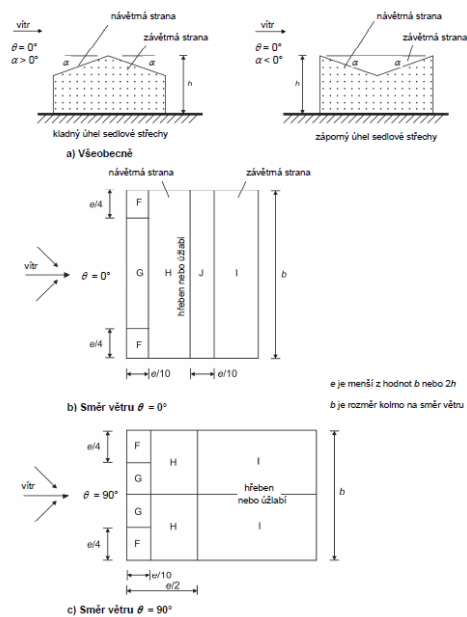 vítr
návětrná strana
závětrná strana
θ = 0°
α > 0°
α
α
h
kladný úhel sedlové střechy
vítr
návětrná strana
závětrná strana
θ = 0°
α < 0°
α
α
h
záporný úhel sedlové střechy
a) Všeobecně
návětrná strana
závětrná strana
e/4
F
vítr
θ = 0°
G
H
hřeben nebo úžlabí
J
I
b
e/4
F
e/10
e/10
e je menší z hodnot b nebo 2h
b je rozměr kolmo na směr větru
b) Směr větru θ = 0°
e/4
F
H
I
G
vítr
θ = 90°
hřeben
nebo úžlabí
b
G
H
I
e/4
F
e/10
e/2
c) Směr větru θ = 90°